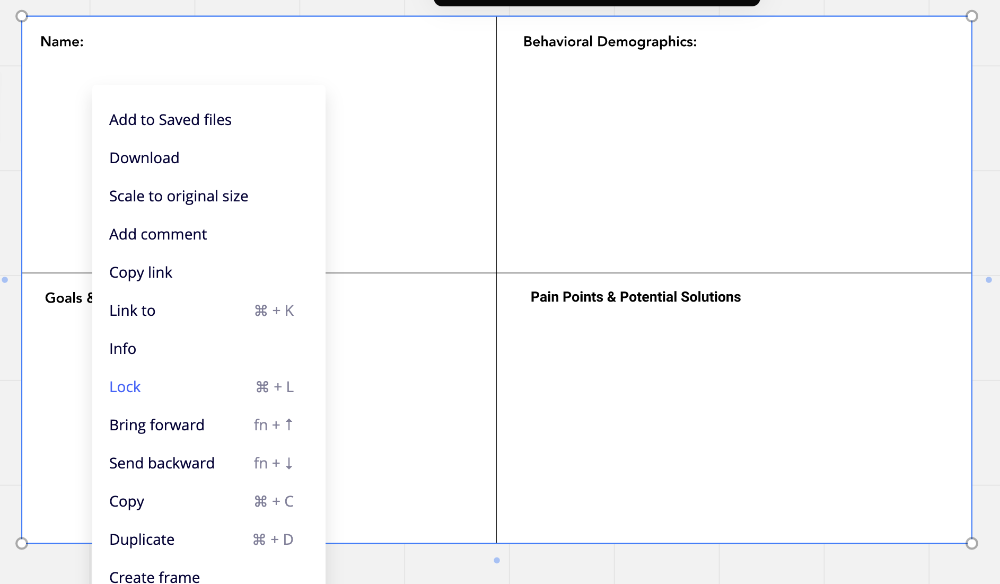 Name:
Behavioral Demographics:
Add to Saved files
Download
Scale to original size
Add comment
Copy link
Goals &
Pain Points & Potential Solutions
Link to ⌘ + K
Info
Lock ⌘ + L
Bring forward fn + ↑
Send backward fn + ↓
Copy ⌘ + C
Duplicate ⌘ + D
Create frame